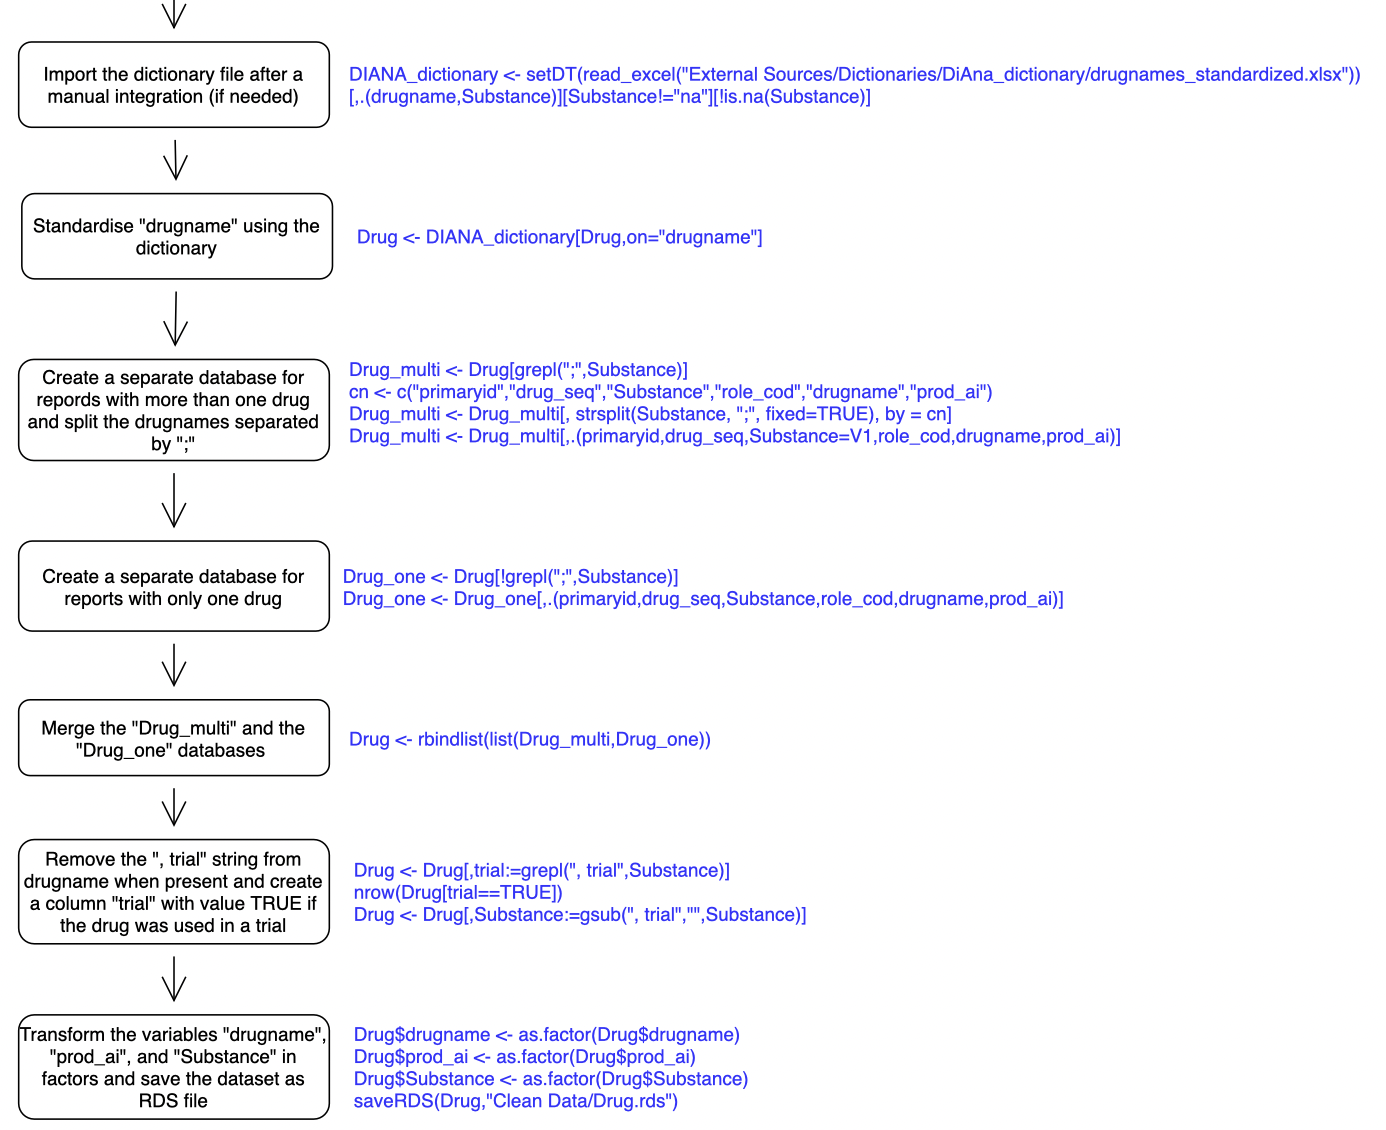 Import the dictionary file after a
manual integration (if needed)
DIANA_dictionary <- setDT(read_excel("External Sources/Dictionaries/DiAna_dictionary/drugnames_standardized.xlsx"))
[,.(drugname,Substance)][Substance!="na"][!is.na(Substance)]
Standardise "drugname" using the
dictionary
Drug <- DIANA_dictionary[Drug,on="drugname"]
Create a separate database for
repords with more than one drug
and split the drugnames separated
by ";"
Drug_multi <- Drug[grepl(";",Substance)]
cn <- c("primaryid","drug_seq","Substance","role_cod","drugname","prod_ai")
Drug_multi <- Drug_multi[, strsplit(Substance, ";", fixed=TRUE), by = cn]
Drug_multi <- Drug_multi[,.(primaryid,drug_seq,Substance=V1,role_cod,drugname,prod_ai)]
Create a separate database for
reports with only one drug
Drug_one <- Drug[!grepl(";",Substance)]
Drug_one <- Drug_one[,.(primaryid,drug_seq,Substance,role_cod,drugname,prod_ai)]
Merge the "Drug_multi" and the
"Drug_one" databases
Drug <- rbindlist(list(Drug_multi,Drug_one))
Remove the ", trial" string from
drugname when present and create
a column "trial" with value TRUE if
the drug was used in a trial
Drug <- Drug[,trial:=grepl(", trial",Substance)]
nrow(Drug[trial==TRUE])
Drug <- Drug[,Substance:=gsub(", trial","",Substance)]
Transform the variables "drugname",
"prod_ai", and "Substance" in
factors and save the dataset as
RDS file
Drug$drugname <- as.factor(Drug$drugname)
Drug$prod_ai <- as.factor(Drug$prod_ai)
Drug$Substance <- as.factor(Drug$Substance)
saveRDS(Drug,"Clean Data/Drug.rds")